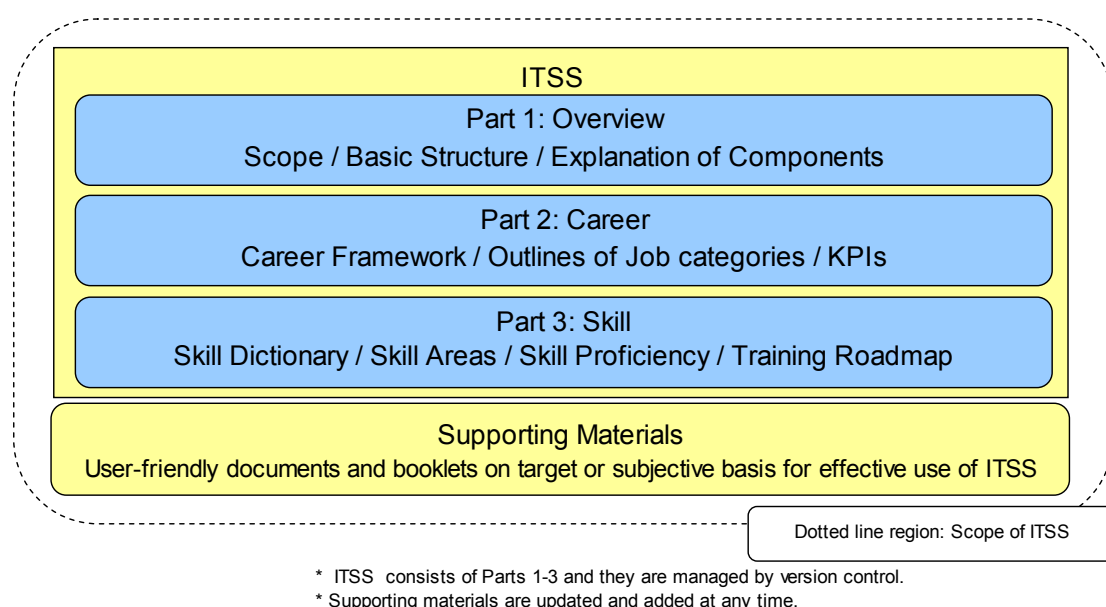 ITSS
Part 1: Overview
Scope / Basic Structure / Explanation of Components
Part 2: Career
Career Framework / Outlines of Job categories / KPIs
Part 3: Skill
Skill Dictionary / Skill Areas / Skill Proficiency / Training Roadmap
Supporting Materials
User-friendly documents and booklets on target or subjective basis for effective use of ITSS
Dotted line region: Scope of ITSS
* ITSS consists of Parts 1-3 and they are managed by version control.
* Supporting materials are updated and added at any time.